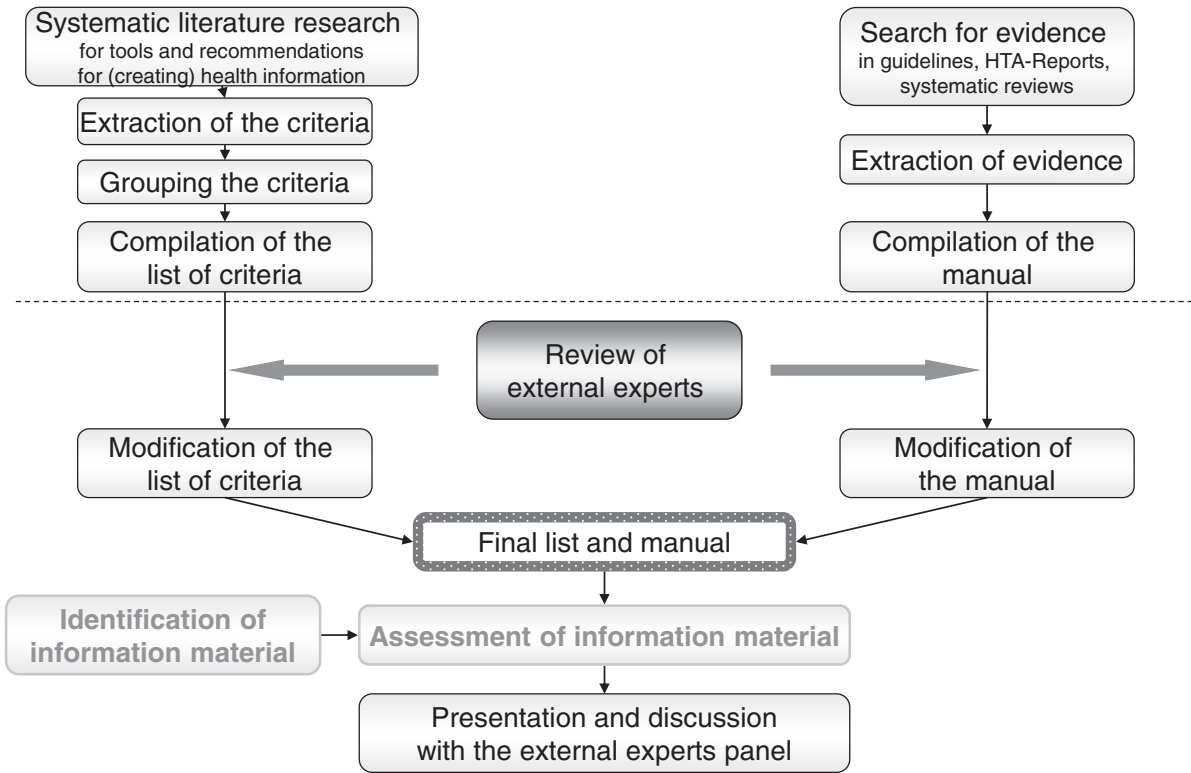 Systematic literature research
for tools and recommendations
for (creating) health information
Extraction of the criteria
Grouping the criteria
Compilation of the
list of criteria
Search for evidence
in guidelines, HTA-Reports,
systematic reviews
Extraction of evidence
Compilation of the
manual
Review of
external experts
Modification of the
list of criteria
Modification of
the manual
Final list and manual
Identification of
information material
Assessment of information material
Presentation and discussion
with the external experts panel